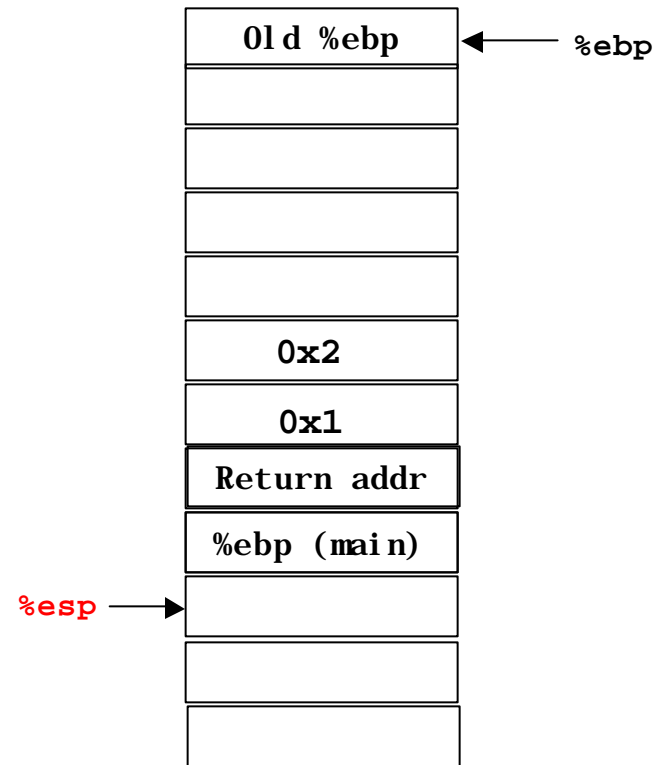 Old %ebp
%ebp
0x2
0x1
Return addr
%ebp (main)
%esp